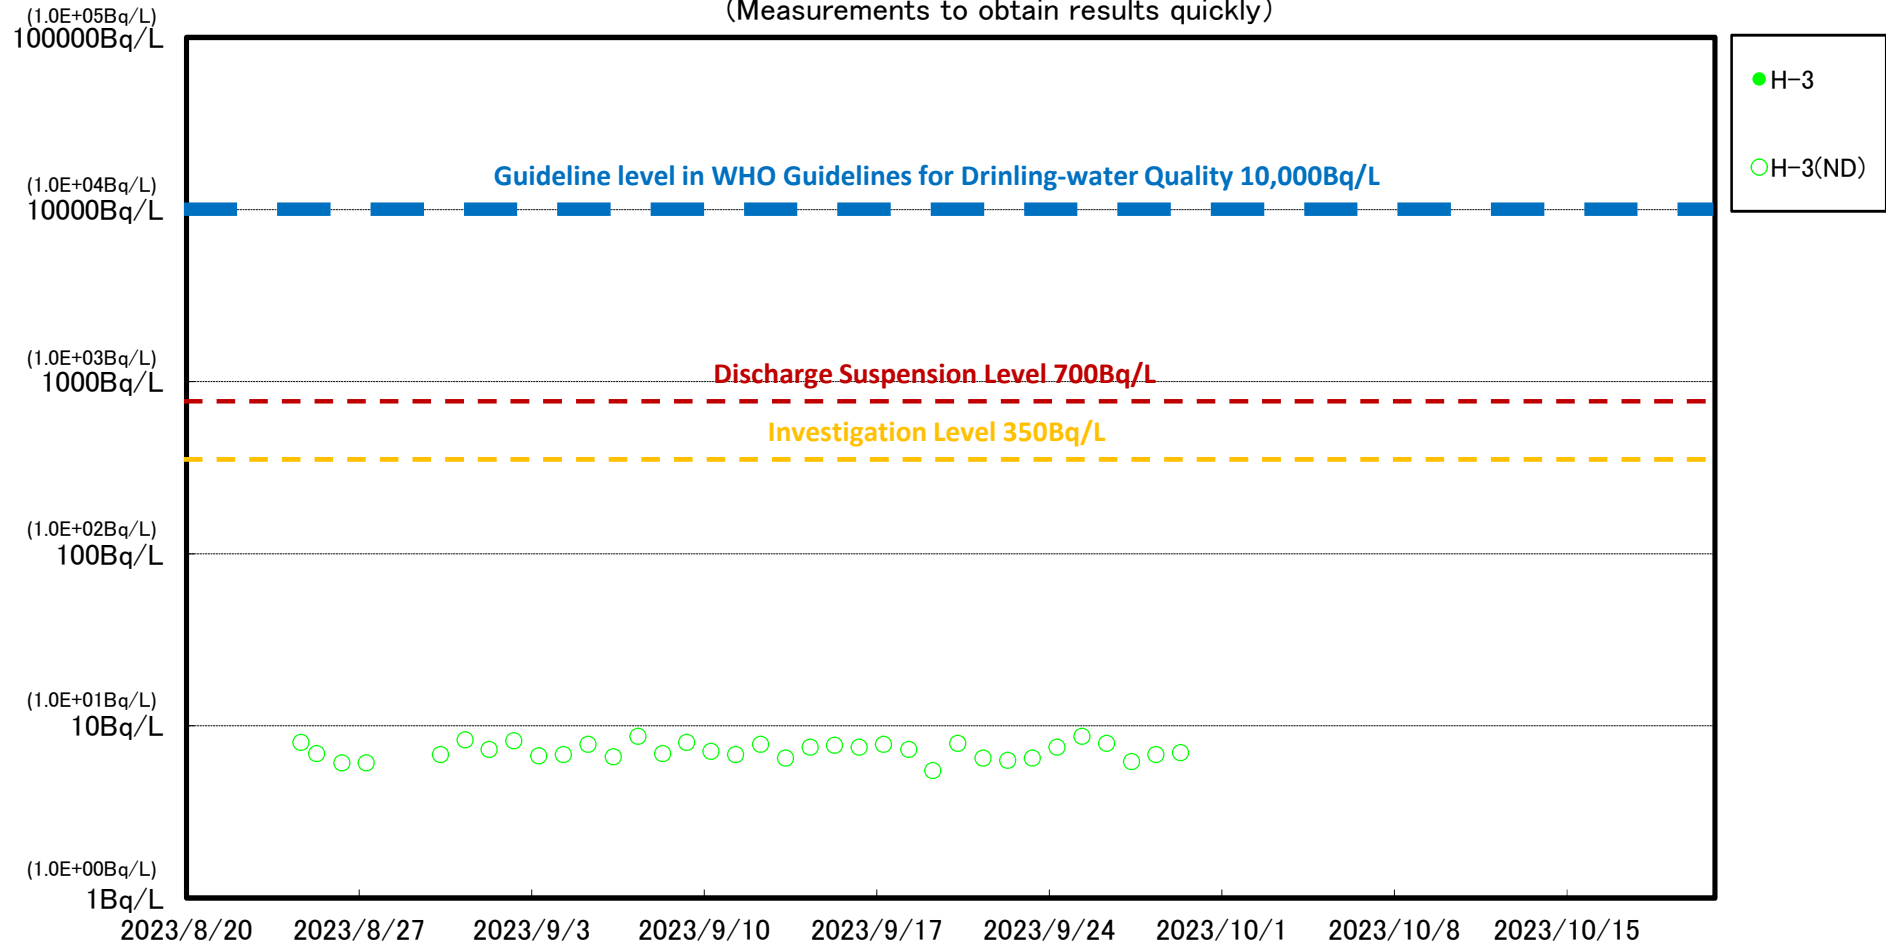 (Measurements to obtain results quickly)
(1.0E+05Bq/L)
100000Bq/L
H-3
H-3(ND)
Guideline level in WHO Guidelines for Drinling-water Quality 10,000Bq/L
(1.0E+04Bq/L)
10000Bq/L
(1.0E+03Bq/L)
1000Bq/L
Discharge Suspension Level 700Bq/L
Investigation Level 350Bq/L
(1.0E+02Bq/L)
100Bq/L
(1.0E+01Bq/L)
10Bq/L
(1.0E+00Bq/L)
1Bq/L
2023/8/20 2023/8/27 2023/9/3 2023/9/10 2023/9/17 2023/9/24 2023/10/1 2023/10/8 2023/10/15